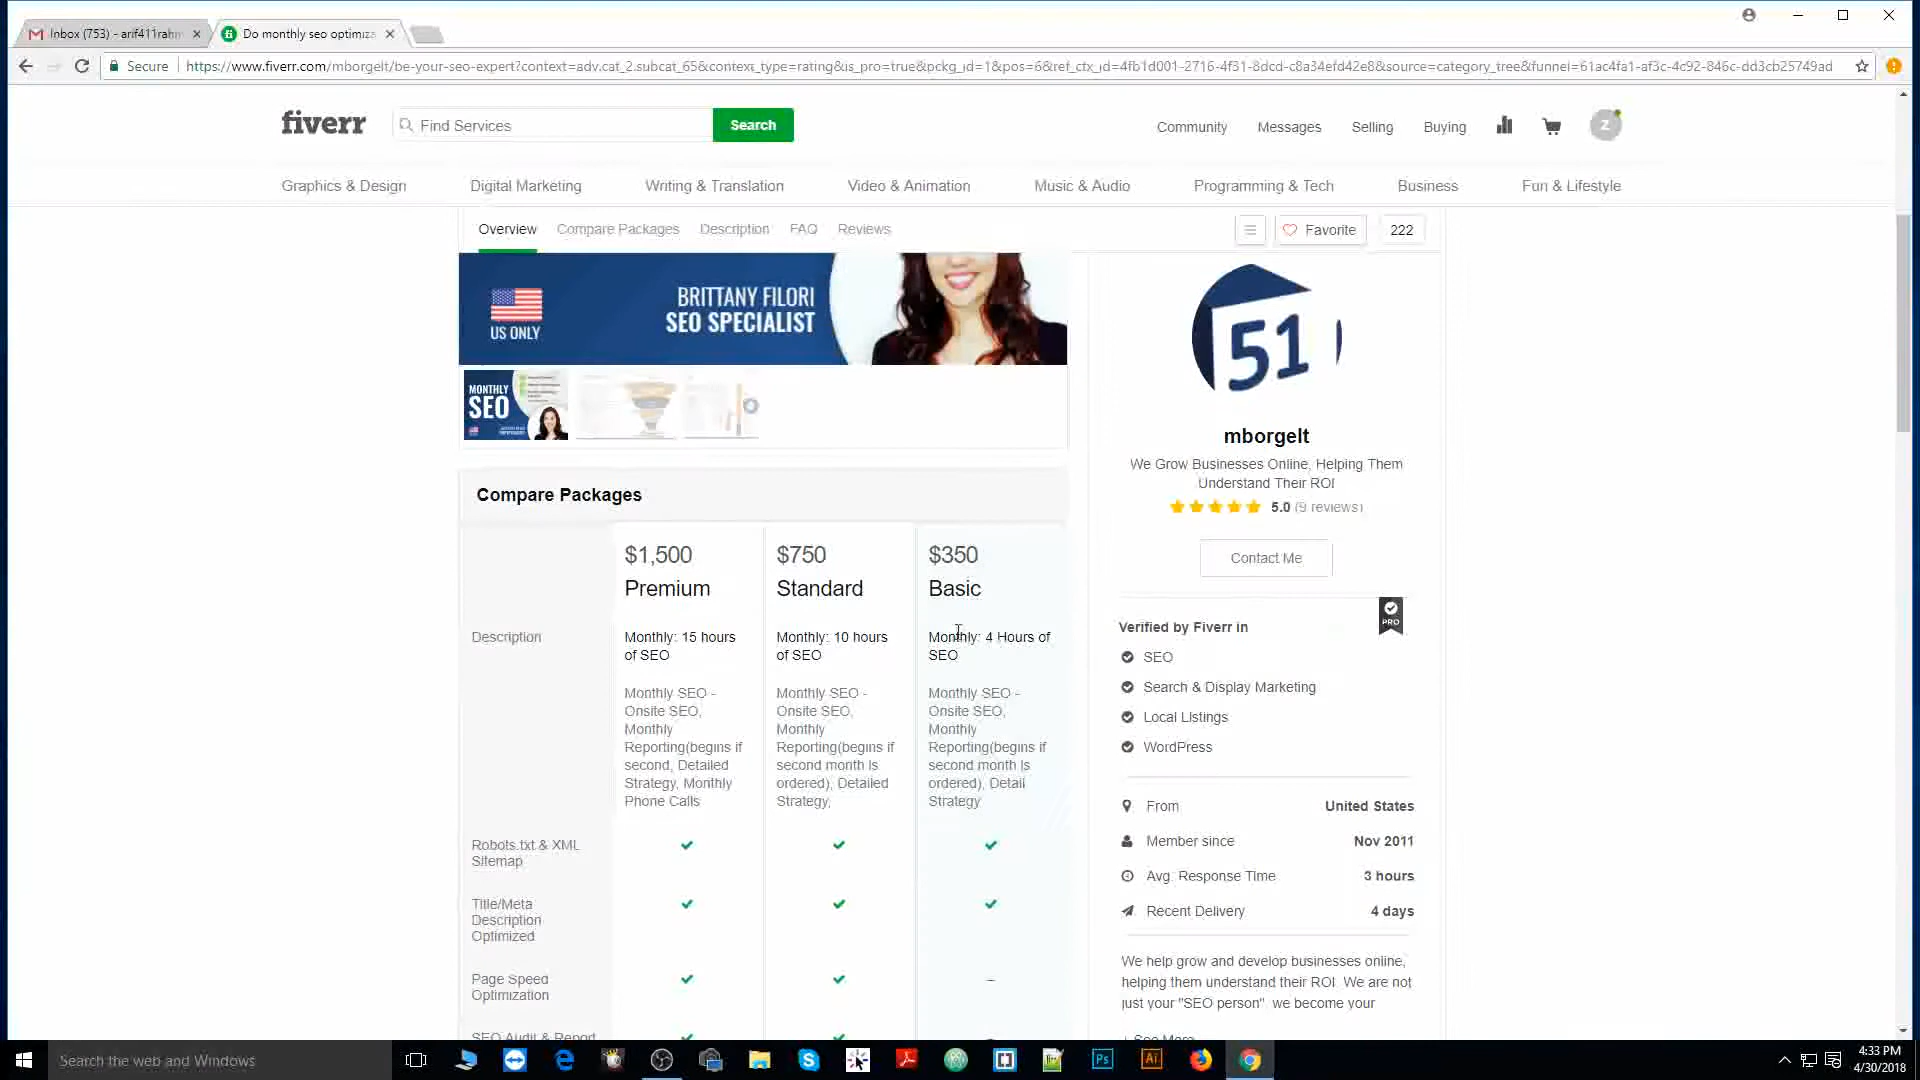 Inbox (753) - arif411rahm
Do monthly seo optimiza
Secure
https://www.fiverr.com/mborgelt/be-your-seo-expert?context=adv.cat_2.subcat_65&context_type=rating&is_pro=true&pckg_id=1&pos=6&ref_ctx_id=4fb1d001-2716-4f31-8dcd-c8a34efd42e8&source=category_tree&funnel=61ac4fa1-af3c-4c92-846c-dd3cb25749ad
fiverr
Find Services
Search
Community
Messages
Selling
Buying
Z
Graphics & Design
Digital Marketing
Writing & Translation
Video & Animation
Music & Audio
Programming & Tech
Business
Fun & Lifestyle
Overview
Compare Packages
Description
FAQ
Reviews
Favorite
222
US ONLY
BRITTANY FILORI
SEO SPECIALIST
MONTHLY
SEO
51
mborgelt
We Grow Businesses Online, Helping Them
Understand Their ROI
5.0 (9 reviews)
Contact Me
Compare Packages
$1,500
Premium
$750
Standard
$350
Basic
Description
Monthly: 15 hours
of SEO
Monthly SEO -
Onsite SEO,
Monthly
Reporting(begins if
second, Detailed
Strategy, Monthly
Phone Calls
Monthly: 10 hours
of SEO
Monthly SEO -
Onsite SEO,
Monthly
Reporting(begins if
second month is
ordered), Detailed
Strategy,
Monthly: 4 Hours of
SEO
Monthly SEO -
Onsite SEO,
Monthly
Reporting(begins if
second month is
ordered), Detail
Strategy
Robots.txt & XML
Sitemap
Title/Meta
Description
Optimized
Page Speed
Optimization
SEO Audit & Report
PRO
Verified by Fiverr in
SEO
Search & Display Marketing
Local Listings
WordPress
From
United States
Member since
Nov 2011
Avg. Response Time
3 hours
Recent Delivery
4 days
We help grow and develop businesses online,
helping them understand their ROI. We are not
just your "SEO person", we become your
+ See More
Search the web and Windows
Ps
Ai
4:33 PM
4/30/2018